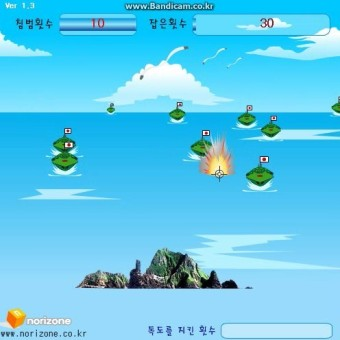 Ver 1,3
www.Bandicam.co.kr
침범횟수 10
잡은횟수 30
norizone
www.norizone.co.kr
독도를 지킨 횟수